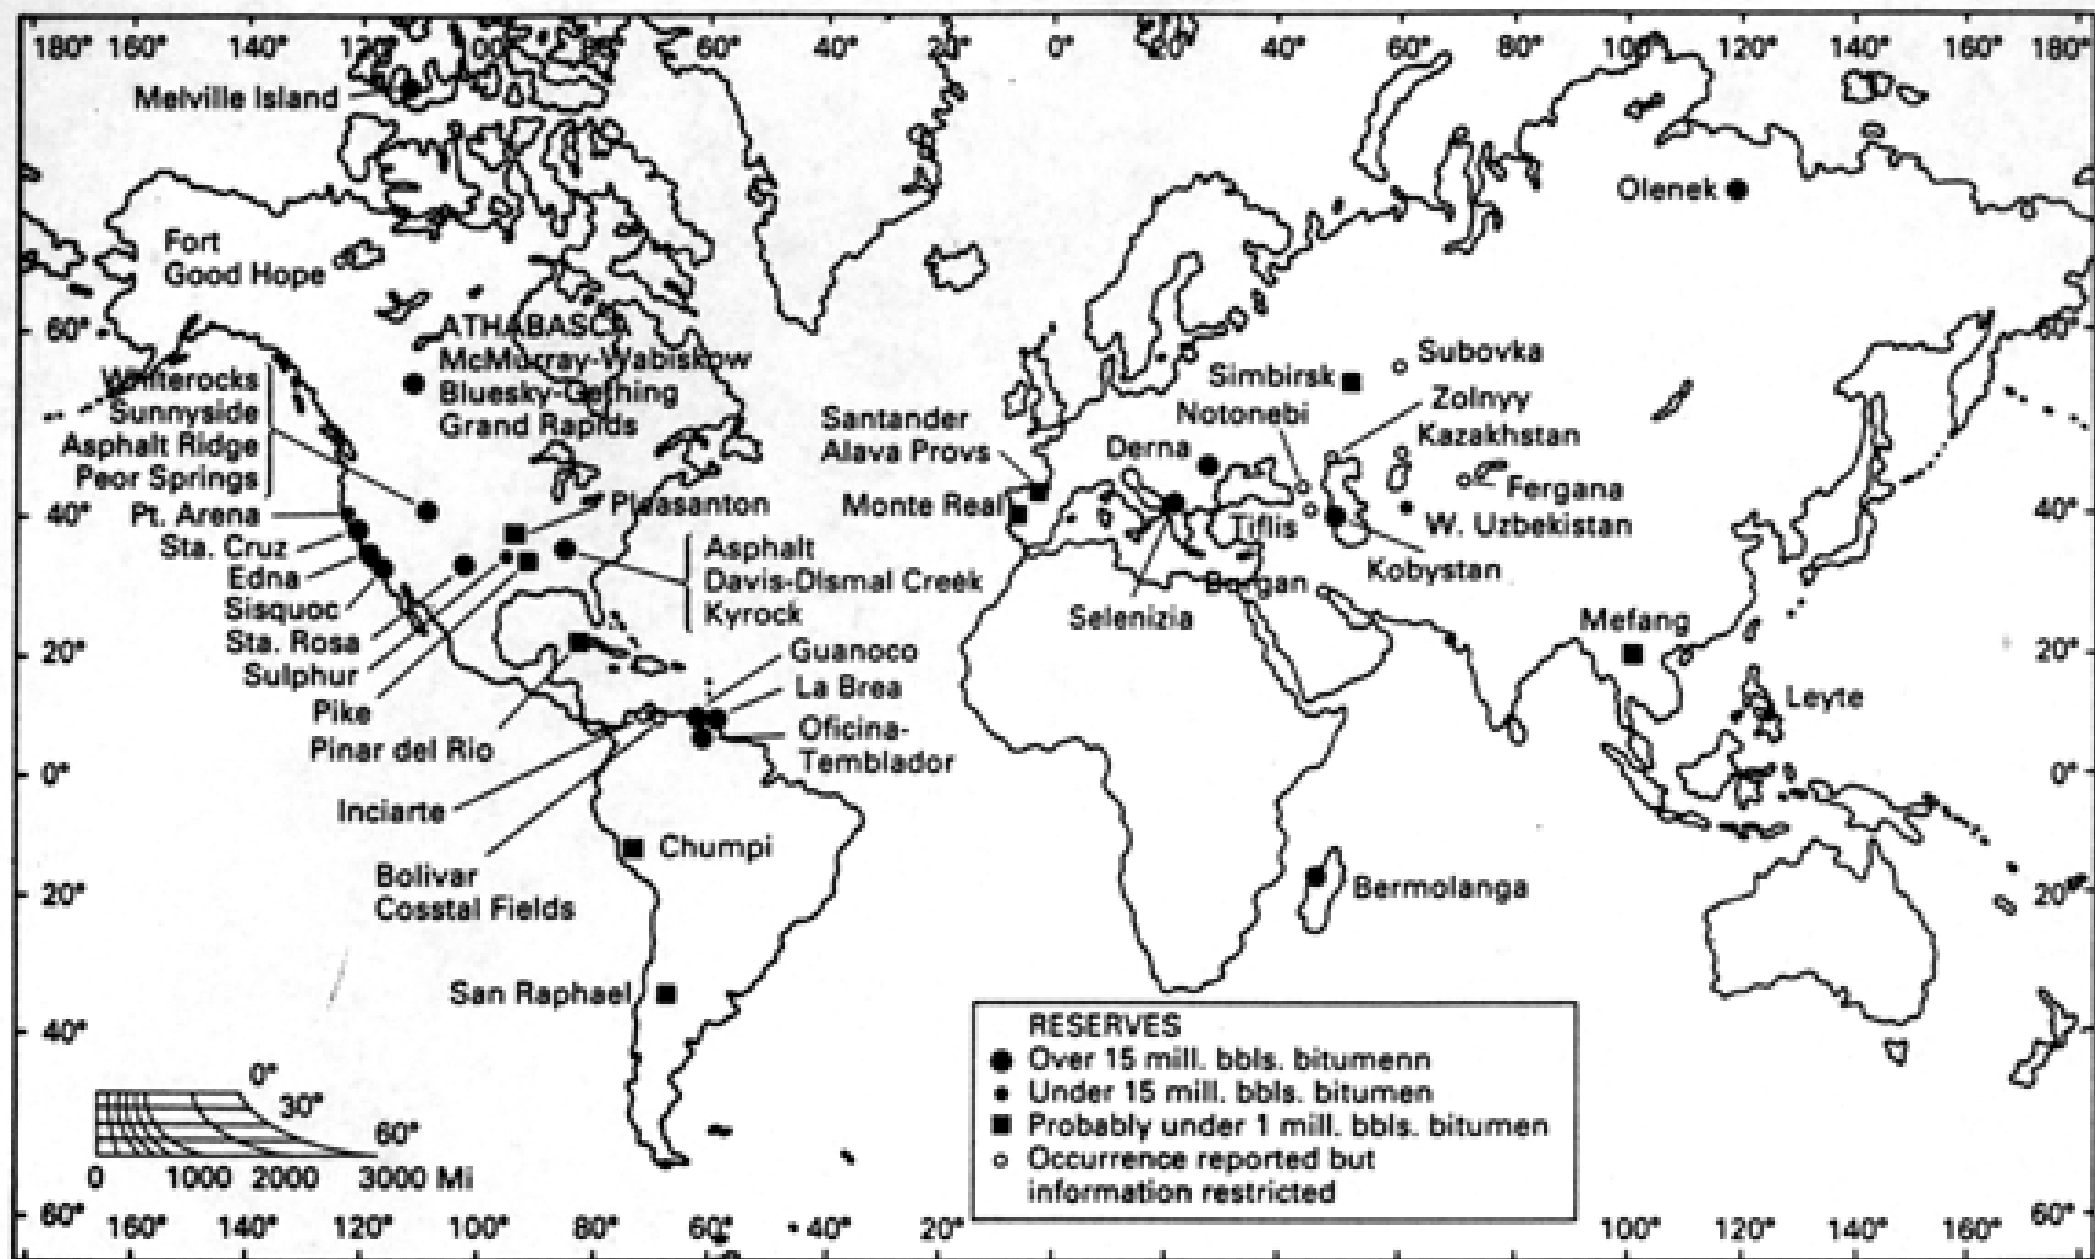 180° 160° 140° 120° 100° 80° 60° 40° 20° 0° 20° 40° 60° 80° 100° 120° 140° 160° 180°
Melville Island
Olenek
Fort
Good Hope
60°
60°
ATHABASCA
McMurray-Wabiskow
Bluesky-Gething
Grand Rapids
Whiterocks
Sunnyside
Asphalt Ridge
Peor Springs
Subovka
Simbirsk
Zolnyy
Notonebi
Kazakhstan
Santander
Alava Provs
Derna
Fergana
Monte Real
Tiflis
W. Uzbekistan
Kobystan
40°
40°
Pt. Arena
Pleasanton
Sta. Cruz
Edna
Sisquoc
Sta. Rosa
Sulphur
Pike
Pinar del Rio
Asphalt
Davis-Dismal Creek
Kyrock
Burgan
Selenizia
Mefang
20°
20°
Guanoco
La Brea
Oficina-
Temblador
Leyte
0°
0°
Inciarte
Bolivar
Cosstal Fields
Chumpi
Bermolanga
20°
20°
San Raphael
40°
RESERVES
Over 15 mill. bbls. bitumenn
Under 15 mill. bbls. bitumen
Probably under 1 mill. bbls. bitumen
Occurrence reported but
information restricted
0°
30°
60°
0 1000 2000 3000 Mi
60°
60°
160° 140° 120° 100° 80° 60° 40° 20° 100° 120° 140° 160°